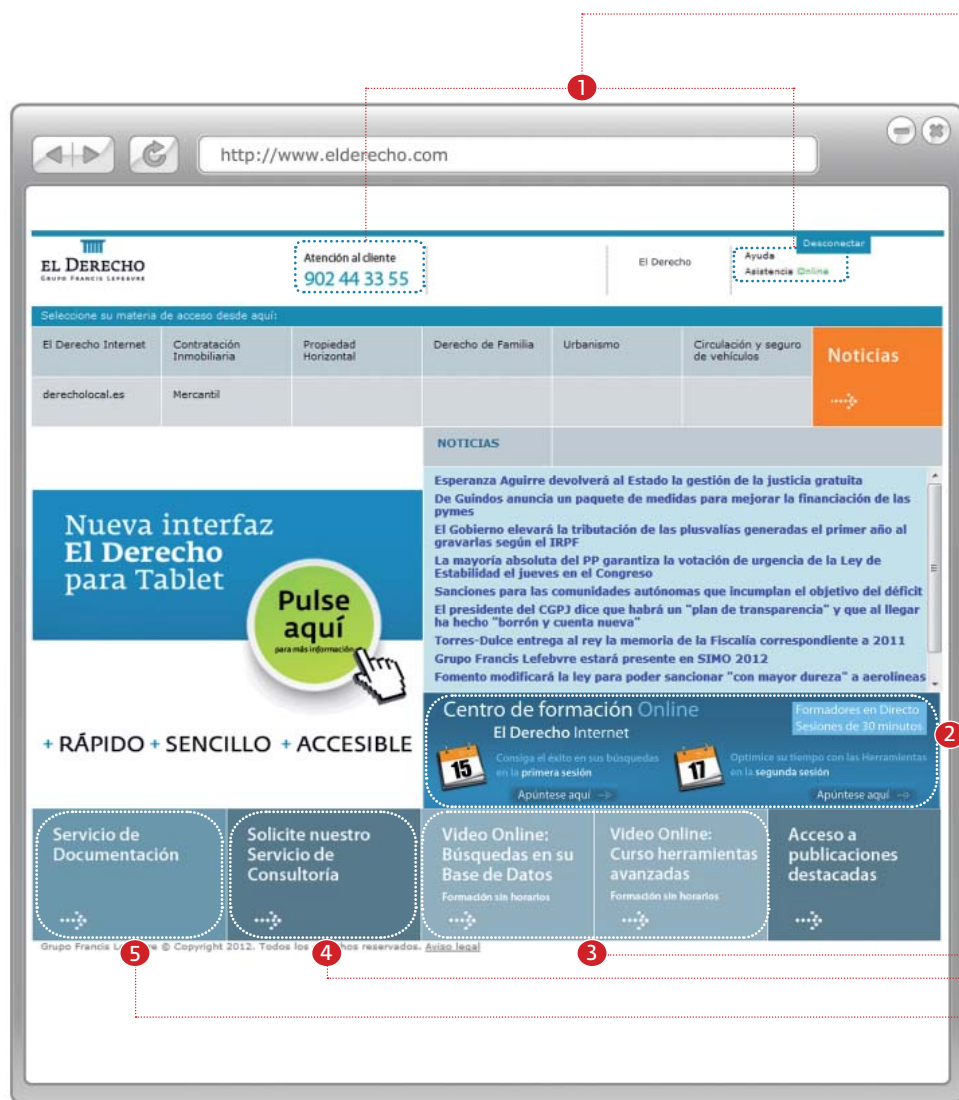 1
http://www.elderecho.com
Desconectar
EL DERECHO
GRUPO FRANCIS LEFEBVRE
Atención al cliente
902 44 33 55
El Derecho
Ayuda
Asistencia Online
Seleccione su materia de acceso desde aquí:
El Derecho Internet
Contratación
Inmobiliaria
Propiedad
Horizontal
Derecho de Familia
Urbanismo
Circulación y seguro
de vehículos
Noticias
derecholocal.es
Mercantil
NOTICIAS
Esperanza Aguirre devolverá al Estado la gestión de la justicia gratuita
De Guindos anuncia un paquete de medidas para mejorar la financiación de las
pymes
El Gobierno elevará la tributación de las plusvalías generadas el primer año al
gravarlas según el IRPF
La mayoría absoluta del PP garantiza la votación de urgencia de la Ley de
Estabilidad el jueves en el Congreso
Sanciones para las comunidades autónomas que incumplan el objetivo del déficit
El presidente del CGPJ dice que habrá un "plan de transparencia" y que al llegar
ha hecho "borrón y cuenta nueva"
Torres-Dulce entrega al rey la memoria de la Fiscalía correspondiente a 2011
Grupo Francis Lefebvre estará presente en SIMO 2012
Fomento modificará la ley para poder sancionar "con mayor dureza" a aerolíneas
Nueva interfaz
El Derecho
para Tablet
Pulse
aquí
para más información
+ RÁPIDO + SENCILLO + ACCESIBLE
Centro de formación Online
El Derecho Internet
Formadores en Directo
Sesiones de 30 minutos
2
15
Consiga el éxito en sus búsquedas
en la primera sesión
Apúntese aquí
17
Optimice su tiempo con las Herramientas
en la segunda sesión
Apúntese aquí
Servicio de
Documentación
Solicite nuestro
Servicio de
Consultoría
Video Online:
Búsquedas en su
Base de Datos
Formación sin horarios
Video Online:
Curso herramientas
avanzadas
Formación sin horarios
Acceso a
publicaciones
destacadas
Grupo Francis © Copyright 2012. Todos los reservados. Aviso legal
5
4
3